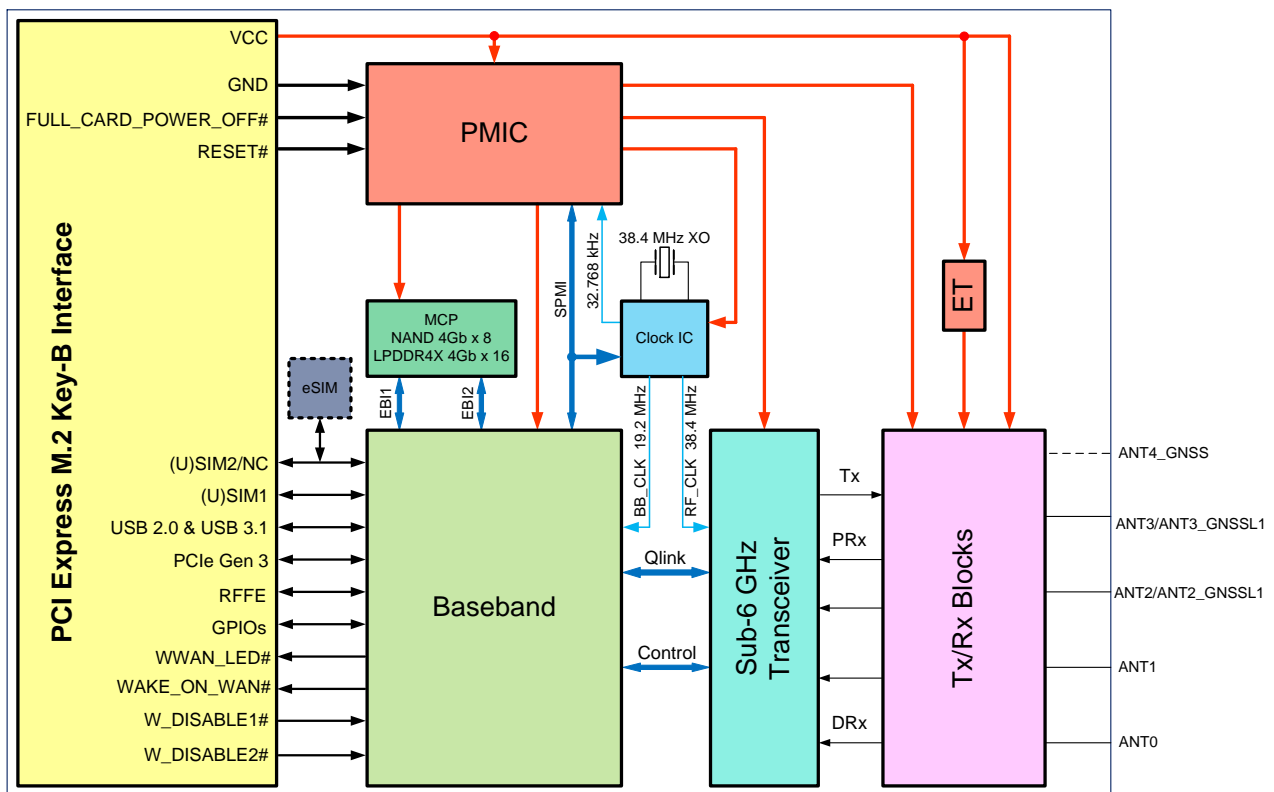 PCI Express M.2 Key-B Interface
VCC
GND
FULL_CARD_POWER_OFF#
RESET#
(U)SIM2/NC
(U)SIM1
USB 2.0 & USB 3.1
PCIe Gen 3
RFFE
GPIOs
WWAN_LED#
WAKE_ON_WAN#
W_DISABLE1#
W_DISABLE2#
eSIM
PMIC
MCP
NAND 4Gb x 8
LPDDR4X 4Gb x 16
EBI1
EBI2
SPMI
32.768 kHz
38.4 MHz XO
Clock IC
BB_CLK 19.2 MHz
RF_CLK 38.4 MHz
Baseband
Qlink
Control
Sub-6 GHz
Transceiver
Tx
PRx
DRx
ET
Tx/Rx Blocks
ANT4_GNSS
ANT3/ANT3_GNSSL1
ANT2/ANT2_GNSSL1
ANT1
ANT0